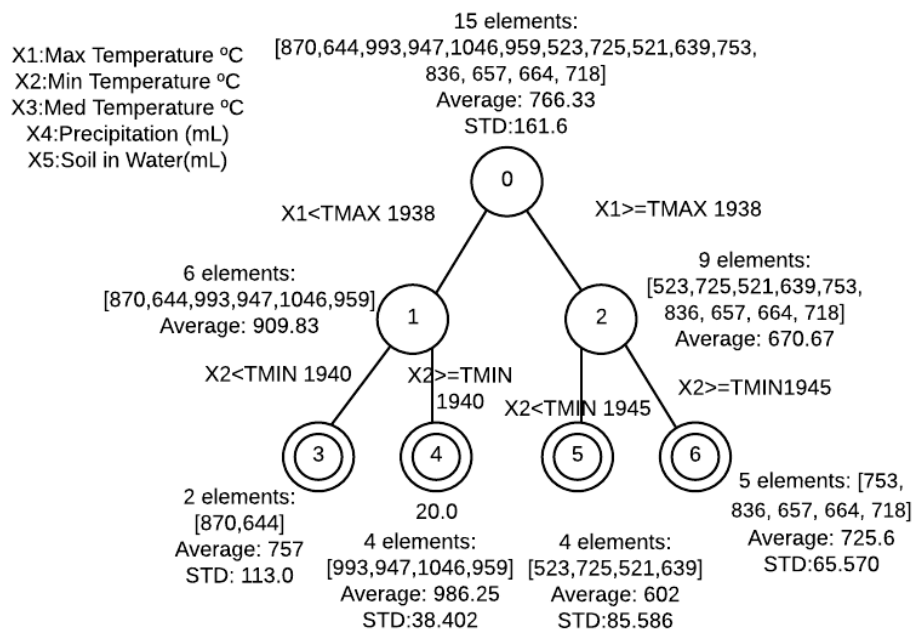 15 elements:
[870,644,993,947,1046,959,523,725,521,639,753,
836, 657, 664, 718]
Average: 766.33
STD:161.6
X1:Max Temperature ºC
X2:Min Temperature ºC
X3:Med Temperature ºC
X4:Precipitation (mL)
X5:Soil in Water(mL)
0
X1<TMAX 1938
X1>=TMAX 1938
6 elements:
[870,644,993,947,1046,959]
Average: 909.83
1
9 elements:
[523,725,521,639,753,
836, 657, 664, 718]
Average: 670.67
2
X2<TMIN 1940
X2>=TMIN
1940
X2<TMIN 1945
X2>=TMIN1945
3
4
5
6
2 elements:
[870,644]
Average: 757
STD: 113.0
20.0
4 elements:
[993,947,1046,959]
Average: 986.25
STD:38.402
4 elements:
[523,725,521,639]
Average: 602
STD:85.586
5 elements: [753,
836, 657, 664, 718]
Average: 725.6
STD:65.570